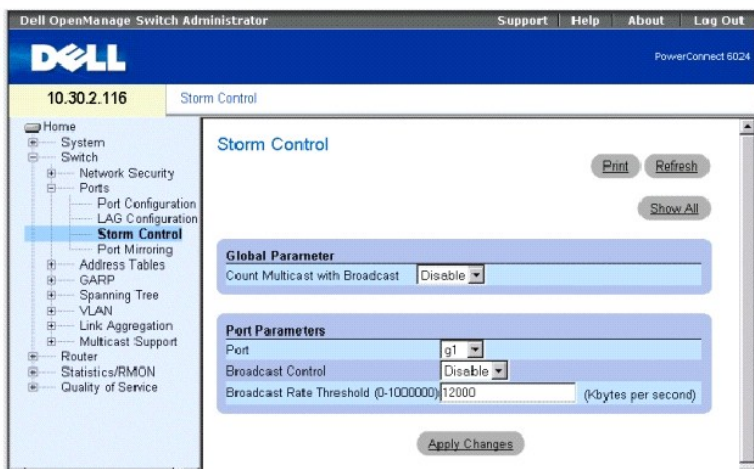 Dell OpenManage Switch Administrator
Support Help About Log Out
DELL
PowerConnect 6024
10.30.2.116
Storm Control
Home
System
Switch
Network Security
Ports
Port Configuration
LAG Configuration
Storm Control
Port Mirroring
Address Tables
GARP
Spanning Tree
VLAN
Link Aggregation
Multicast Support
Router
Statistics/RMON
Quality of Service
Storm Control
Print Refresh
Show All
Global Parameter
Count Multicast with Broadcast Disable
Port Parameters
Port g1
Broadcast Control Disable
Broadcast Rate Threshold (0-1000000) 12000 (Kbytes per second)
Apply Changes